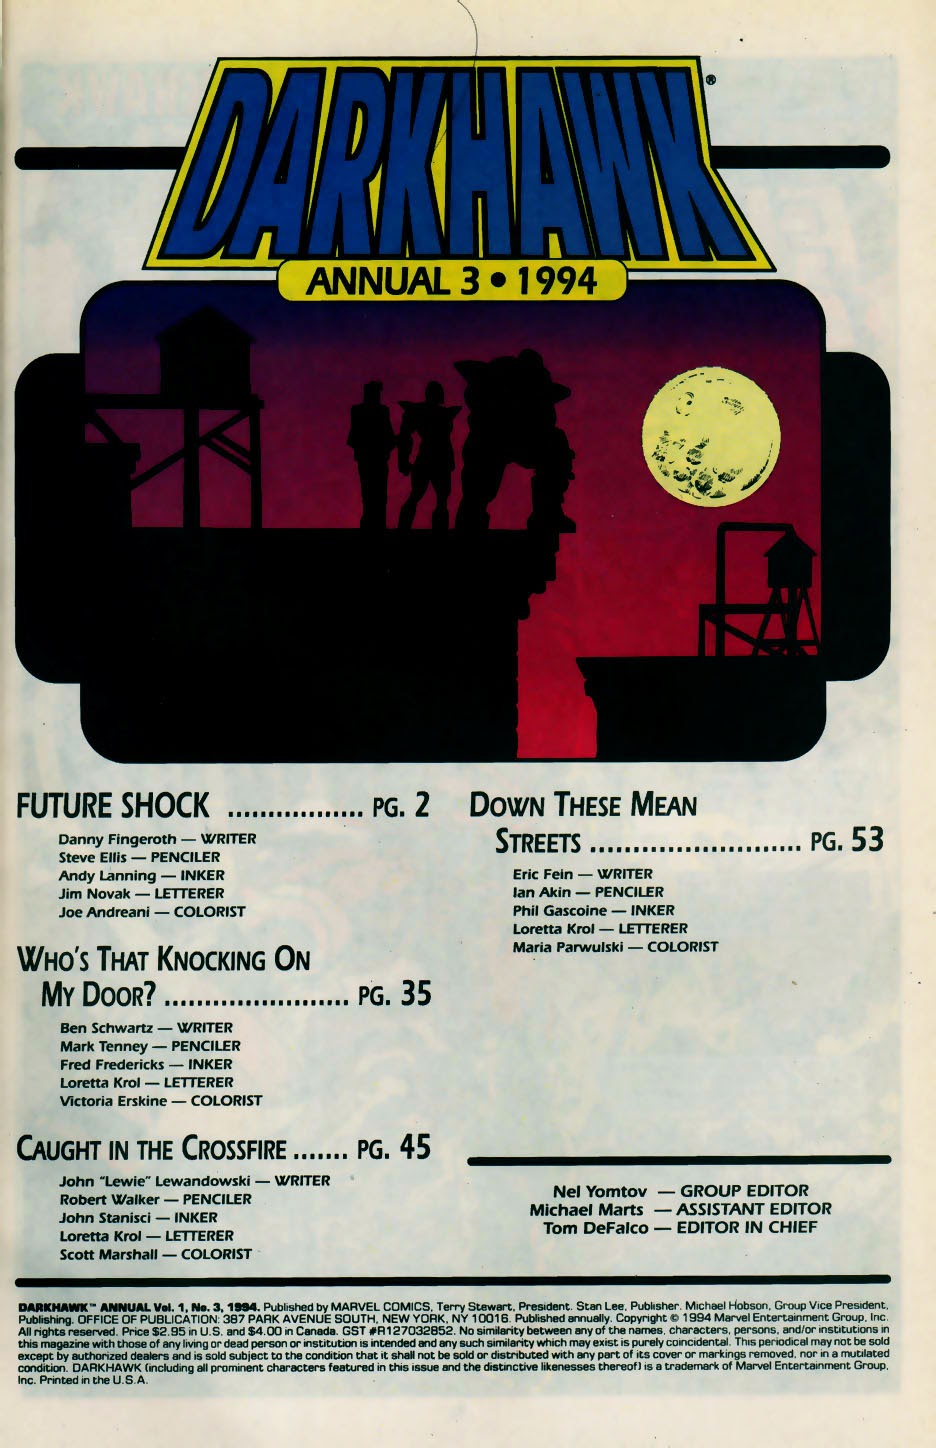 DARKHAWK®
ANNUAL 3 • 1994
FUTURE SHOCK ................. PG. 2
Danny Fingeroth — WRITER
Steve Ellis — PENCILER
Andy Lanning — INKER
Jim Novak — LETTERER
Joe Andreani — COLORIST
WHO'S THAT KNOCKING ON
MY DOOR? ....................... PG. 35
Ben Schwartz — WRITER
Mark Tenney — PENCILER
Fred Fredericks — INKER
Loretta Krol — LETTERER
Victoria Erskine — COLORIST
CAUGHT IN THE CROSSFIRE ....... PG. 45
John "Lewie" Lewandowski — WRITER
Robert Walker — PENCILER
John Stanisci — INKER
Loretta Krol — LETTERER
Scott Marshall — COLORIST
DOWN THESE MEAN
STREETS .......................... PG. 53
Eric Fein — WRITER
Ian Akin — PENCILER
Phil Gascoine — INKER
Loretta Krol — LETTERER
Maria Parwulski — COLORIST
Nel Yomtov — GROUP EDITOR
Michael Marts — ASSISTANT EDITOR
Tom DeFalco — EDITOR IN CHIEF
DARKHAWK™ ANNUAL Vol. 1, No. 3, 1994. Published by MARVEL COMICS, Terry Stewart, President. Stan Lee, Publisher. Michael Hobson, Group Vice President,
Publishing. OFFICE OF PUBLICATION: 387 PARK AVENUE SOUTH, NEW YORK, NY 10016. Published annually. Copyright © 1994 Marvel Entertainment Group, Inc.
All rights reserved. Price $2.95 in U.S. and $4.00 in Canada. GST #R127032852. No similarity between any of the names, characters, persons, and/or institutions in
this magazine with those of any living or dead person or institution is intended and any such similarity which may exist is purely coincidental. This periodical may not be sold
except by authorized dealers and is sold subject to the condition that it shall not be sold or distributed with any part of its cover or markings removed, nor in a mutilated
condition. DARKHAWK (including all prominent characters featured in this issue and the distinctive likenesses thereof) is a trademark of Marvel Entertainment Group,
Inc. Printed in the U.S.A.